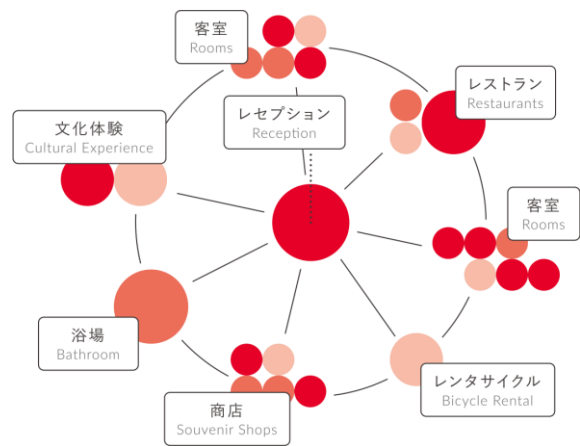 客室
Rooms
レストラン
Restaurants
レセプション
Reception
文化体験
Cultural Experience
客室
Rooms
浴場
Bathroom
商店
Souvenir Shops
レンタサイクル
Bicycle Rental